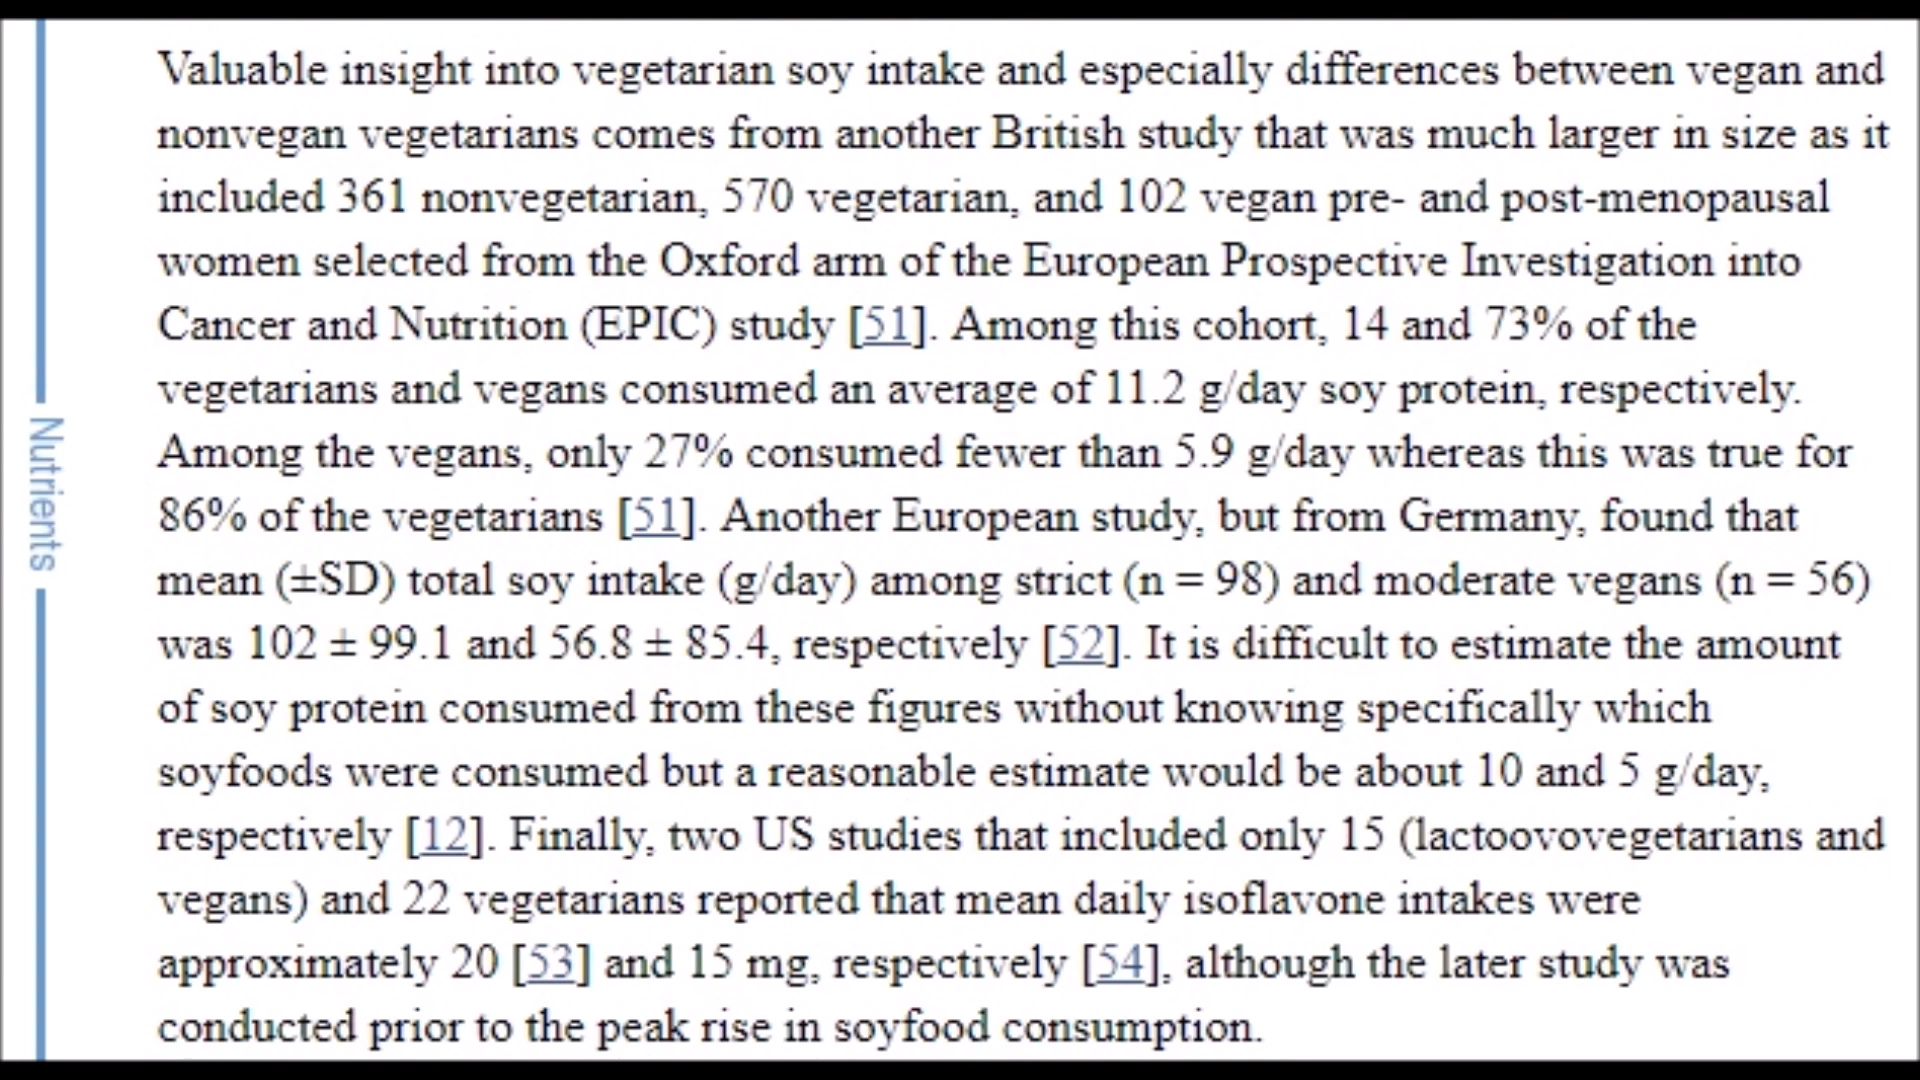 Valuable insight into vegetarian soy intake and especially differences between vegan and
nonvegan vegetarians comes from another British study that was much larger in size as it
included 361 nonvegetarian, 570 vegetarian, and 102 vegan pre- and post-menopausal
women selected from the Oxford arm of the European Prospective Investigation into
Cancer and Nutrition (EPIC) study [51]. Among this cohort, 14 and 73% of the
vegetarians and vegans consumed an average of 11.2 g/day soy protein, respectively.
Among the vegans, only 27% consumed fewer than 5.9 g/day whereas this was true for
86% of the vegetarians [51]. Another European study, but from Germany, found that
mean (±SD) total soy intake (g/day) among strict (n = 98) and moderate vegans (n = 56)
was 102 ± 99.1 and 56.8 ± 85.4, respectively [52]. It is difficult to estimate the amount
of soy protein consumed from these figures without knowing specifically which
soyfoods were consumed but a reasonable estimate would be about 10 and 5 g/day,
respectively [12]. Finally, two US studies that included only 15 (lactoovovegetarians and
vegans) and 22 vegetarians reported that mean daily isoflavone intakes were
approximately 20 [53] and 15 mg, respectively [54], although the later study was
conducted prior to the peak rise in soyfood consumption.
Nutrients